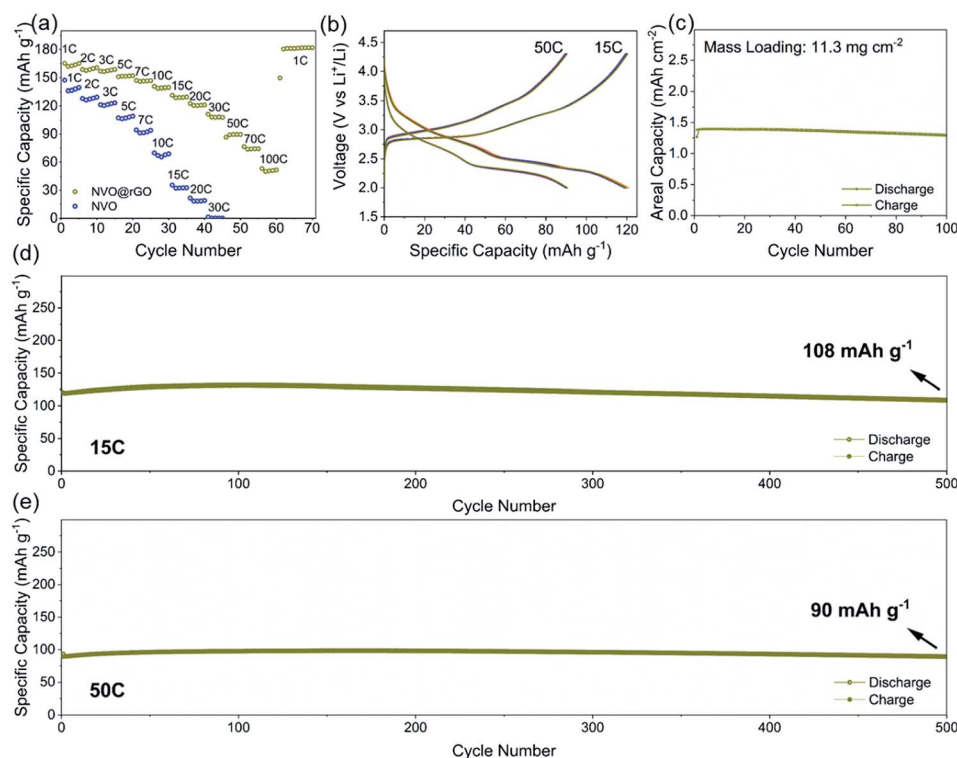 (a)
Specific Capacity (mAh g⁻¹)
180
150
120
90
60
30
0
1C
2C
3C
5C
7C
10C
15C
20C
30C
50C
70C
100C
1C
1C
2C
3C
5C
7C
10C
15C
20C
30C
NVO@rGO
NVO
0 10 20 30 40 50 60 70
Cycle Number
(b)
Voltage (V vs Li⁺/Li)
4.5
4.0
3.5
3.0
2.5
2.0
1.5
50C
15C
0 20 40 60 80 100 120
Specific Capacity (mAh g⁻¹)
(c)
Areal Capacity (mAh cm⁻²)
2.5
2.0
1.5
1.0
0.5
0.0
Mass Loading: 11.3 mg cm⁻²
Discharge
Charge
0 20 40 60 80 100
Cycle Number
(d)
Specific Capacity (mAh g⁻¹)
250
200
150
100
50
0
108 mAh g⁻¹
15C
Discharge
Charge
0 100 200 300 400 500
Cycle Number
(e)
Specific Capacity (mAh g⁻¹)
250
200
150
100
50
0
90 mAh g⁻¹
50C
Discharge
Charge
0 100 200 300 400 500
Cycle Number